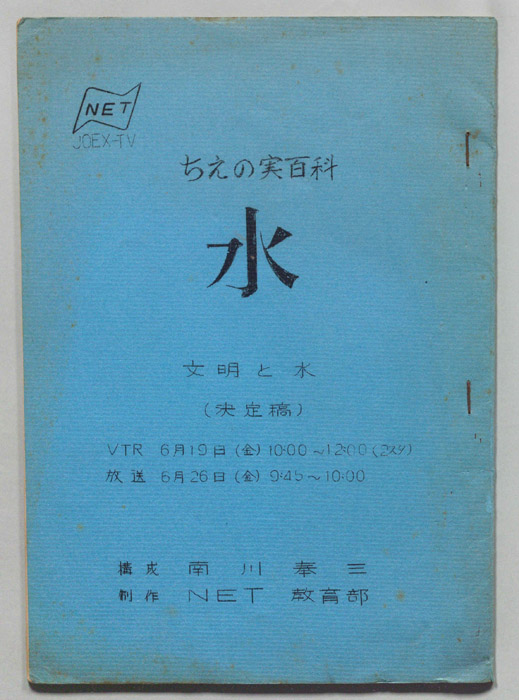 NET
JOEX-TV
ちえの実百科
水
文明と水
(決定稿)
VTR 6月19日(金)10:00~12:00(2スタ)
放送 6月26日(金)9:45~10:00
構成 南川泰三
制作 NET 教育部